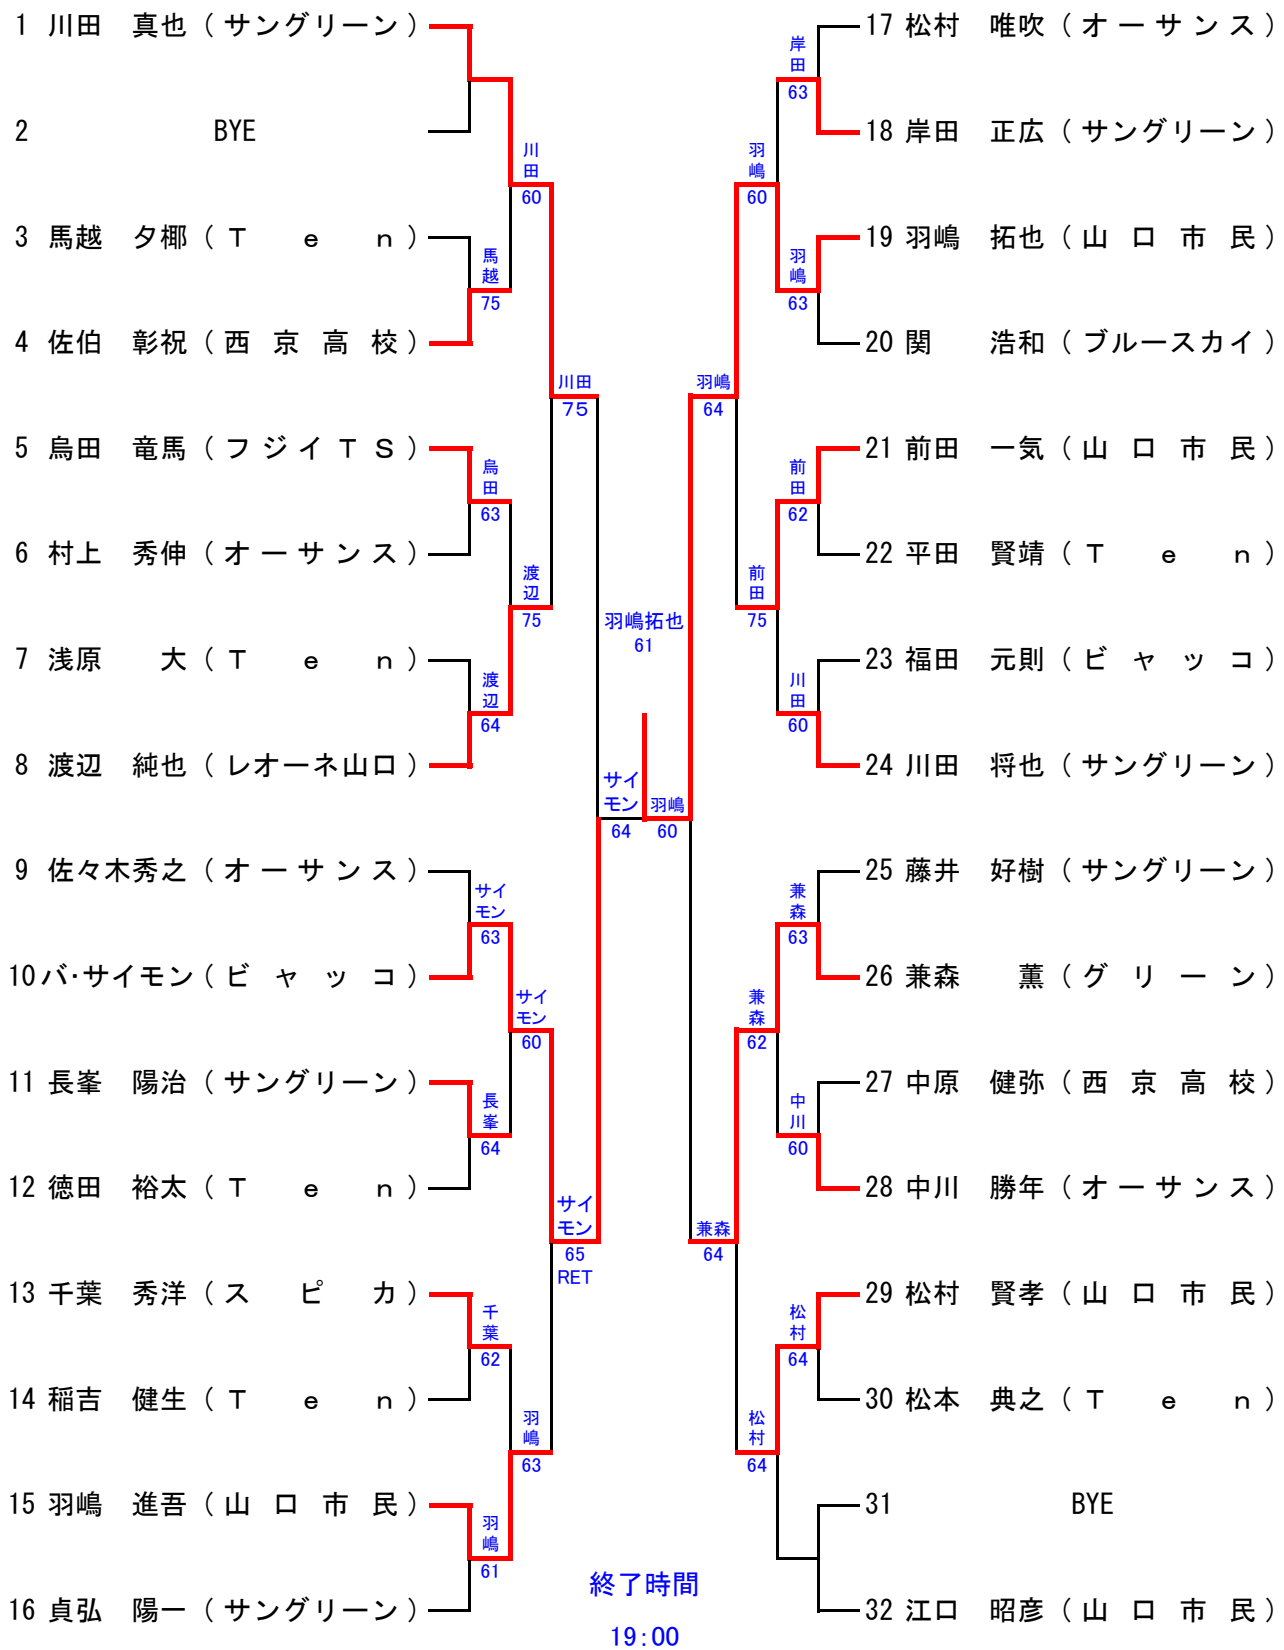 1 川田 真也 (サングリーン)
2 BYE
川田
60
3 馬越 夕椰 (Ten)
馬越
75
4 佐伯 彰祝 (西京高校)
川田
75
5 烏田 竜馬 (フジイTS)
烏田
63
6 村上 秀伸 (オーサンス)
渡辺
75
7 浅原 大 (Ten)
渡辺
64
8 渡辺 純也 (レオーネ山口)
サイモン
64
9 佐々木秀之 (オーサンス)
サイモン
63
10 バ・サイモン (ビャッコ)
サイモン
60
11 長峯 陽治 (サングリーン)
長峯
64
12 徳田 裕太 (Ten)
サイモン
65
RET
13 千葉 秀洋 (スピカ)
千葉
62
14 稲吉 健生 (Ten)
羽嶋
63
15 羽嶋 進吾 (山口市民)
羽嶋
61
16 貞弘 陽一 (サングリーン)
羽嶋拓也
61
17 松村 唯吹 (オーサンス)
岸田
63
18 岸田 正広 (サングリーン)
羽嶋
60
19 羽嶋 拓也 (山口市民)
羽嶋
63
20 関 浩和 (ブルースカイ)
羽嶋
64
21 前田 一気 (山口市民)
前田
62
22 平田 賢靖 (Ten)
前田
75
23 福田 元則 (ビャッコ)
川田
60
24 川田 将也 (サングリーン)
羽嶋
60
25 藤井 好樹 (サングリーン)
兼森
63
26 兼森 薫 (グリーン)
兼森
62
27 中原 健弥 (西京高校)
中川
60
28 中川 勝年 (オーサンス)
兼森
64
29 松村 賢孝 (山口市民)
松村
64
30 松本 典之 (Ten)
松村
64
31 BYE
32 江口 昭彦 (山口市民)
終了時間
19:00